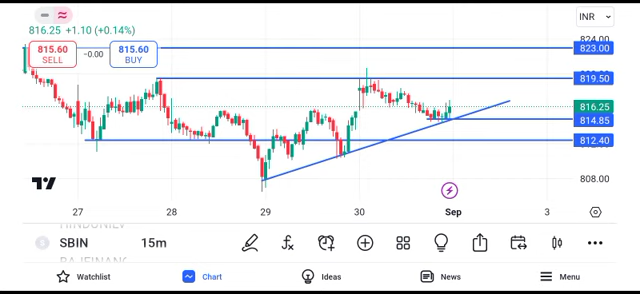 INR
816.25 +1.10 (+0.14%)
824.00
823.00
815.60
SELL
−0.00
815.60
BUY
819.50
816.25
814.85
812.40
808.00
27
28
29
30
Sep
3
SBIN
15m
Watchlist
Chart
Ideas
News
Menu